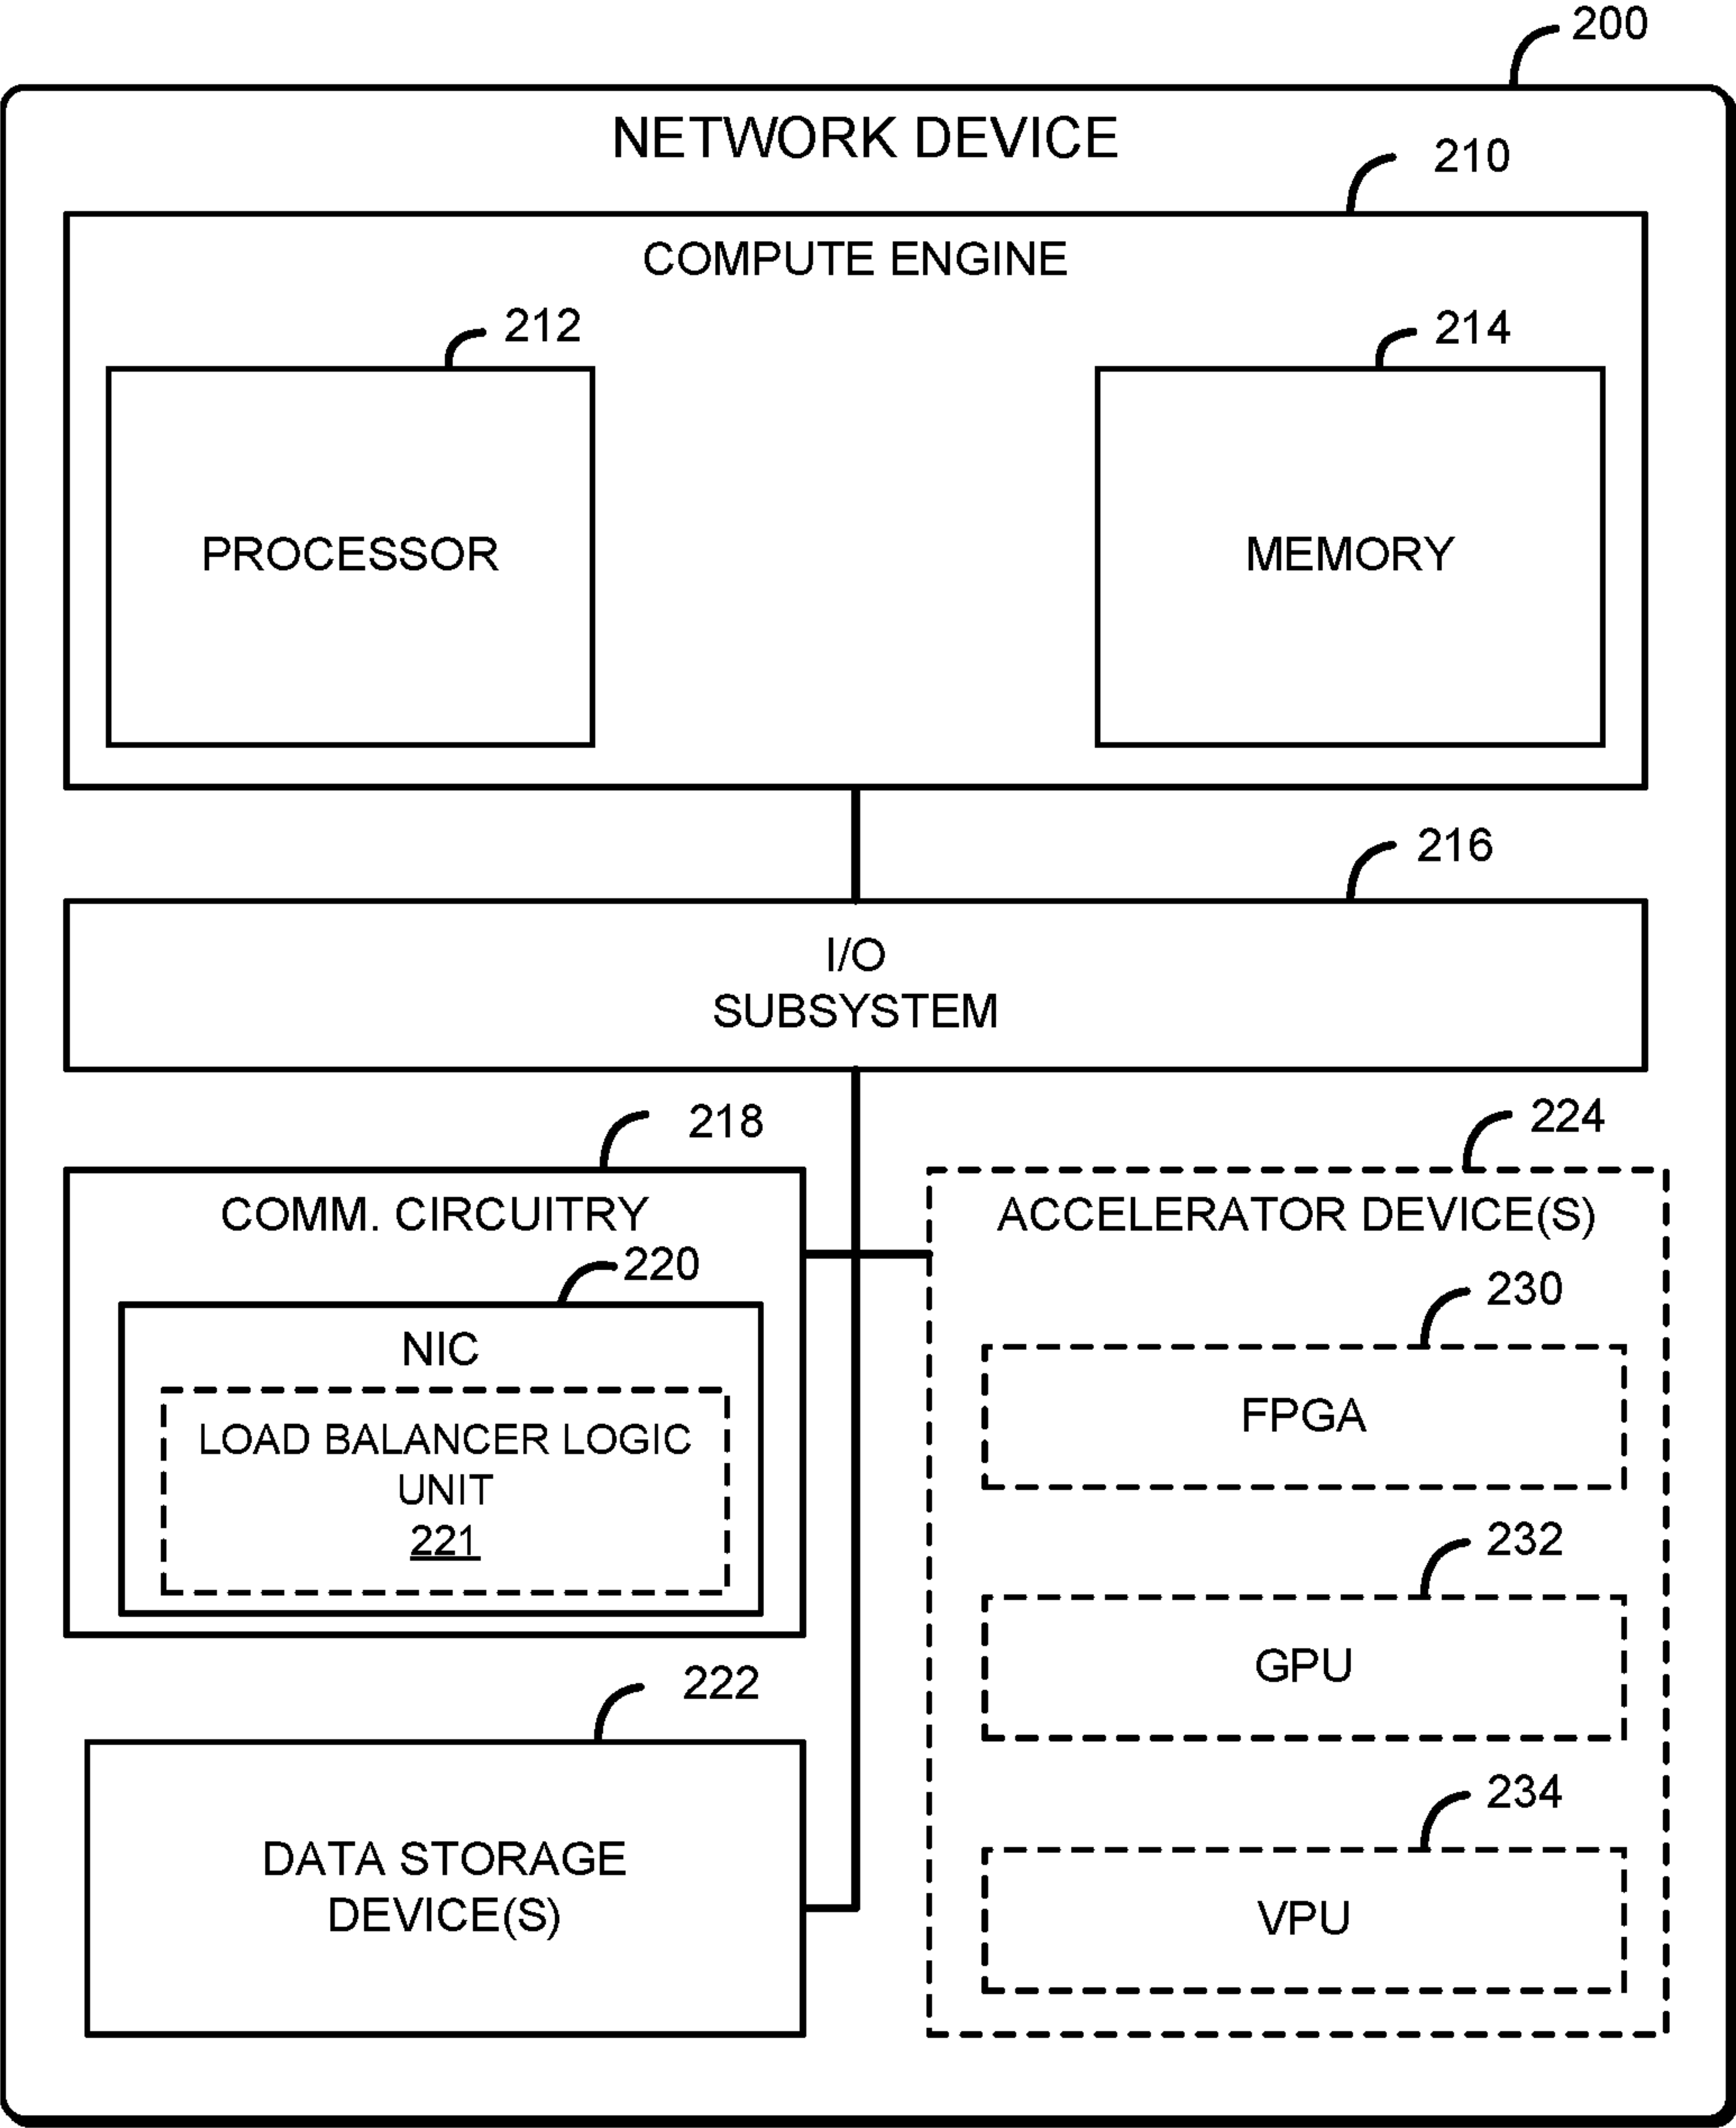 200
NETWORK DEVICE
210
COMPUTE ENGINE
212
214
PROCESSOR
MEMORY
216
I/O
SUBSYSTEM
218
COMM. CIRCUITRY
220
NIC
LOAD BALANCER LOGIC
UNIT
221
222
DATA STORAGE
DEVICE(S)
224
ACCELERATOR DEVICE(S)
230
FPGA
232
GPU
234
VPU